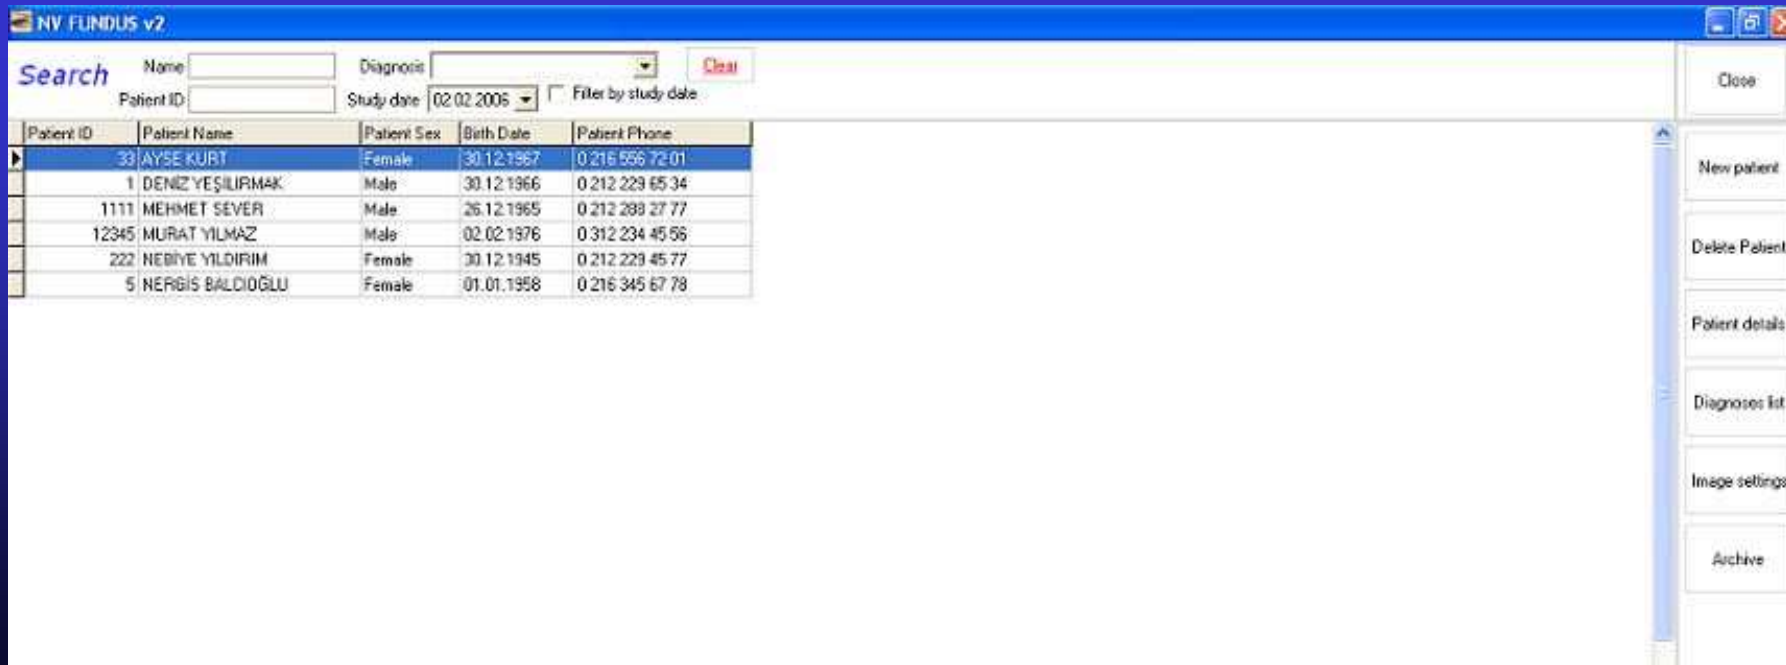 NV FUNDUS v2
Search Name Diagnosis Clear
Patient ID Study date 02.02.2006 Filter by study date
Close
Patient ID Patient Name Patient Sex Birth Date Patient Phone
33 AYSE KURT Female 30.12.1967 0 216 556 72 01
1 DENİZ YEŞİLIRMAK Male 30.12.1966 0 212 229 65 34
1111 MEHMET SEVER Male 26.12.1965 0 212 288 27 77
12345 MURAT YILMAZ Male 02.02.1976 0 312 234 45 56
222 NEBİYE YILDIRIM Female 30.12.1945 0 212 229 45 77
5 NERGİS BALCIOĞLU Female 01.01.1958 0 216 345 67 78
New patient
Delete Patient
Patient details
Diagnoses list
Image settings
Archive